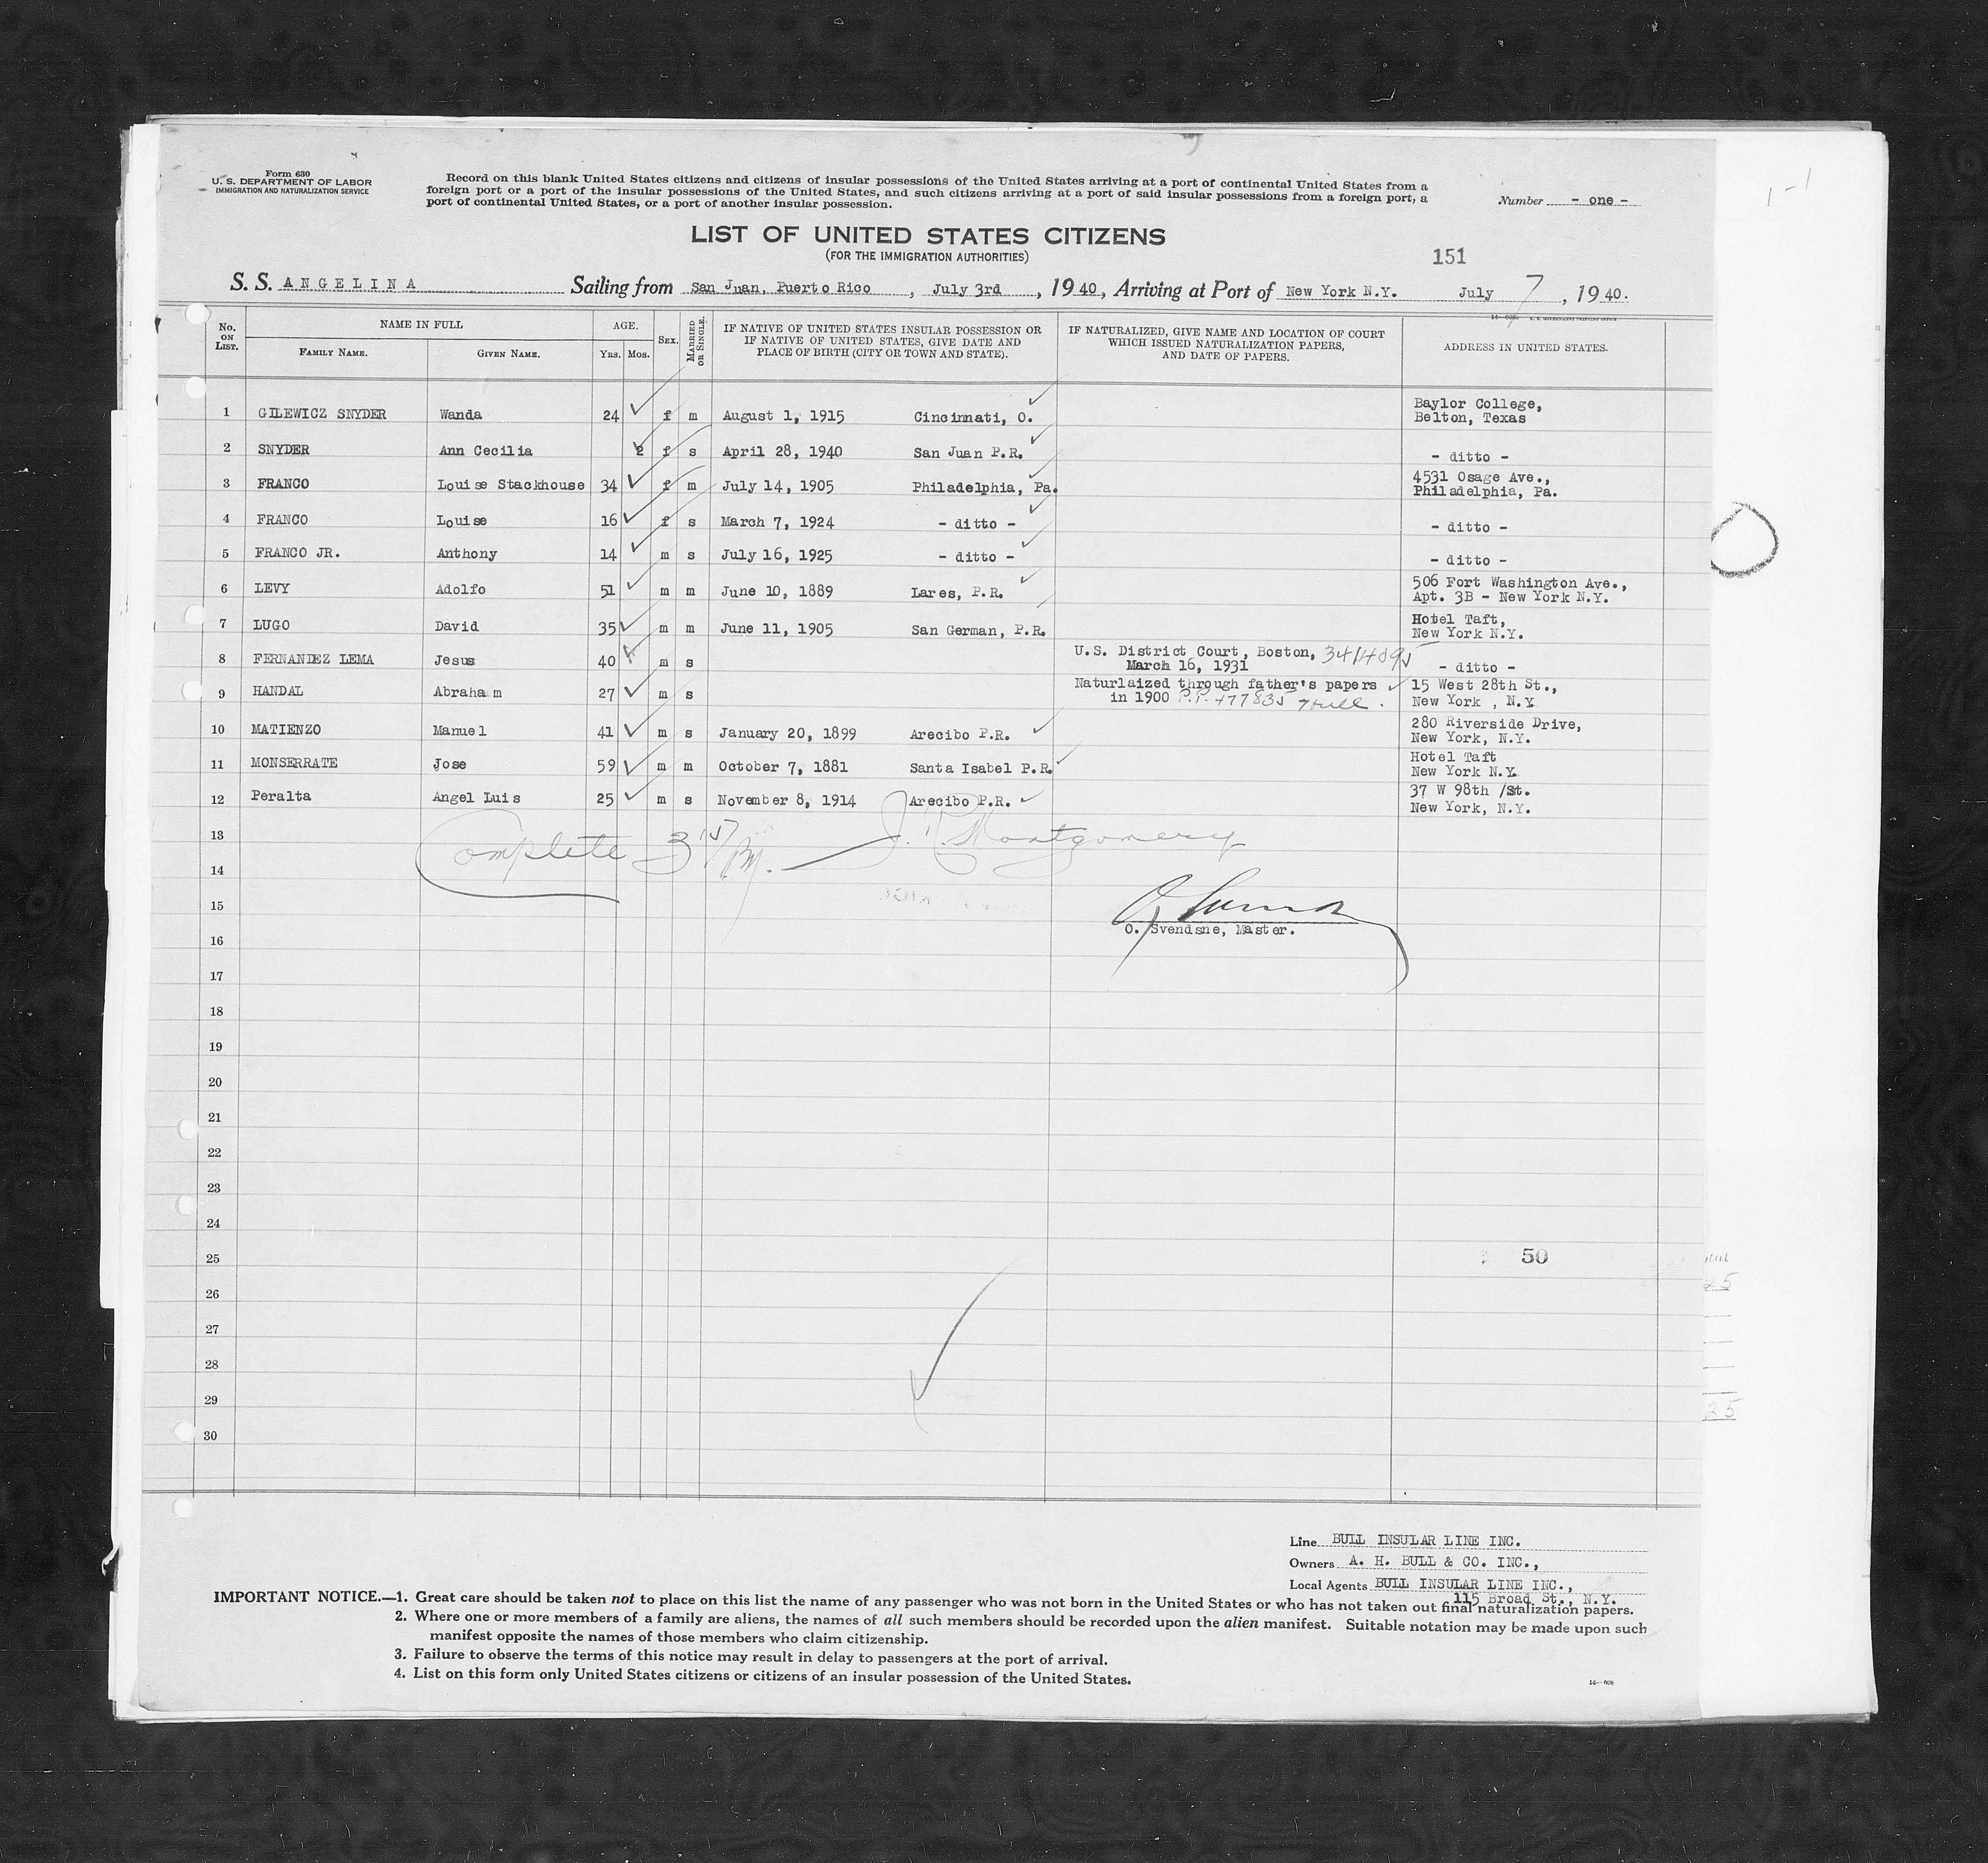 Form 630
U. S. DEPARTMENT OF LABOR
IMMIGRATION AND NATURALIZATION SERVICE
Record on this blank United States citizens and citizens of insular possessions of the United States arriving at a port of continental United States from a
foreign port or a port of the insular possessions of the United States, and such citizens arriving at a port of said insular possessions from a foreign port, a
port of continental United States, or a port of another insular possession.
Number - one -
1-1
LIST OF UNITED STATES CITIZENS
(FOR THE IMMIGRATION AUTHORITIES)
151
S. S. ANGELINA Sailing from San Juan, Puerto Rico, July 3rd, 1940, Arriving at Port of New York N.Y. July 7, 1940.
No. ON LIST. NAME IN FULL AGE. SEX. MARRIED OR SINGLE. IF NATIVE OF UNITED STATES INSULAR POSSESSION OR IF NATIVE OF UNITED STATES, GIVE DATE AND PLACE OF BIRTH (CITY OR TOWN AND STATE). IF NATURALIZED, GIVE NAME AND LOCATION OF COURT WHICH ISSUED NATURALIZATION PAPERS, AND DATE OF PAPERS. ADDRESS IN UNITED STATES.
FAMILY NAME. GIVEN NAME. YRS. MOS.
1 GILEWICZ SNYDER Wanda 24 f m August 1, 1915 Cincinnati, O. Baylor College, Belton, Texas
2 SNYDER Ann Cecilia 2 f s April 28, 1940 San Juan P.R. - ditto -
3 FRANCO Louise Stackhouse 34 f m July 14, 1905 Philadelphia, Pa. 4531 Osage Ave., Philadelphia, Pa.
4 FRANCO Louise 16 f s March 7, 1924 - ditto - - ditto -
5 FRANCO JR. Anthony 14 m s July 16, 1925 - ditto - - ditto -
6 LEVY Adolfo 51 m m June 10, 1889 Lares, P.R. 506 Fort Washington Ave., Apt. 3B - New York N.Y.
7 LUGO David 35 m m June 11, 1905 San German, P.R. Hotel Taft, New York N.Y.
8 FERNANDEZ LEMA Jesus 40 m s U.S. District Court, Boston, March 16, 1931 3414095 - ditto -
9 HANDAL Abraham 27 m s Naturlaized through father's papers in 1900 P.P. 477835 15 West 28th St., New York , N.Y.
10 MATIENZO Manuel 41 m s January 20, 1899 Arecibo P.R. 280 Riverside Drive, New York, N.Y.
11 MONSERRATE Jose 59 m m October 7, 1881 Santa Isabel P.R. Hotel Taft New York N.Y.
12 Peralta Angel Luis 25 m s November 8, 1914 Arecibo P.R. 37 W 98th /St. New York, N.Y.
13
Complete By. J. P. Montgomery
14
15
O. Svendsne, Master.
16
17
18
19
20
21
22
23
24
25 50
26
27
28
29
30
25
25
Line BULL INSULAR LINE INC.
Owners A. H. BULL & CO. INC.,
Local Agents BULL INSULAR LINE INC.,
115 Broad St., N.Y.
IMPORTANT NOTICE.—1. Great care should be taken not to place on this list the name of any passenger who was not born in the United States or who has not taken out final naturalization papers.
2. Where one or more members of a family are aliens, the names of all such members should be recorded upon the alien manifest. Suitable notation may be made upon such
manifest opposite the names of those members who claim citizenship.
3. Failure to observe the terms of this notice may result in delay to passengers at the port of arrival.
4. List on this form only United States citizens or citizens of an insular possession of the United States.